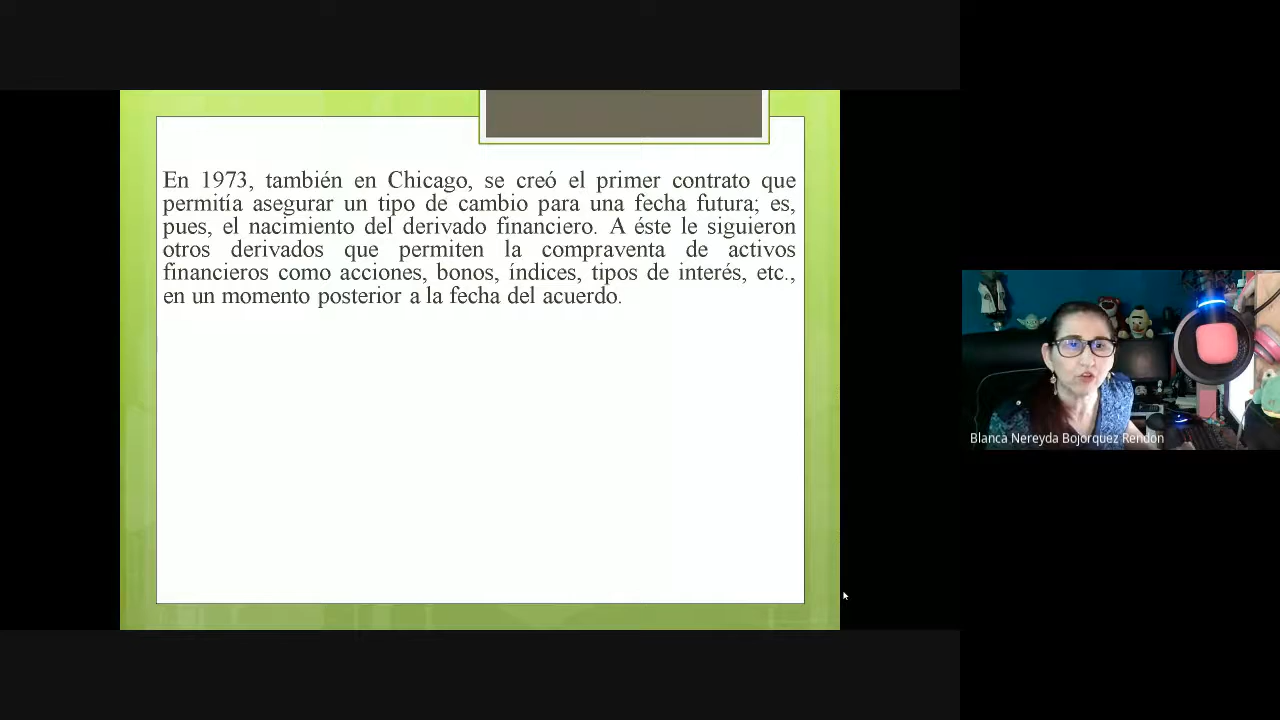 En 1973, también en Chicago, se creó el primer contrato que
permitía asegurar un tipo de cambio para una fecha futura; es,
pues, el nacimiento del derivado financiero. A éste le siguieron
otros derivados que permiten la compraventa de activos
financieros como acciones, bonos, índices, tipos de interés, etc.,
en un momento posterior a la fecha del acuerdo.
Blanca Nereyda Bojorquez Rendon